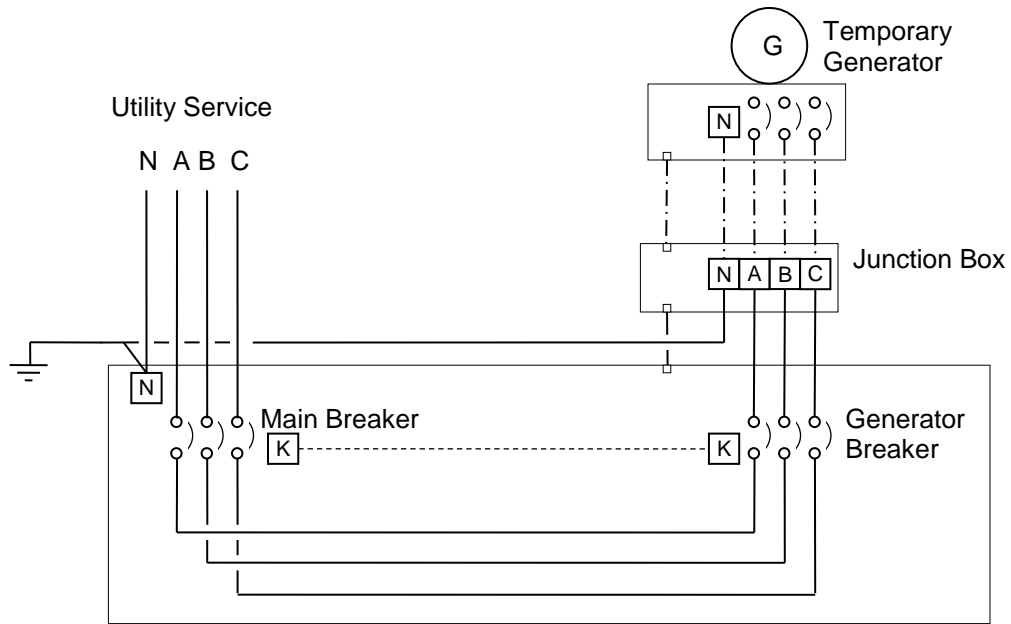 G
Temporary
Generator
N
Utility Service
N A B C
Junction Box
N A B C
N
Main Breaker
Generator
Breaker
K
K